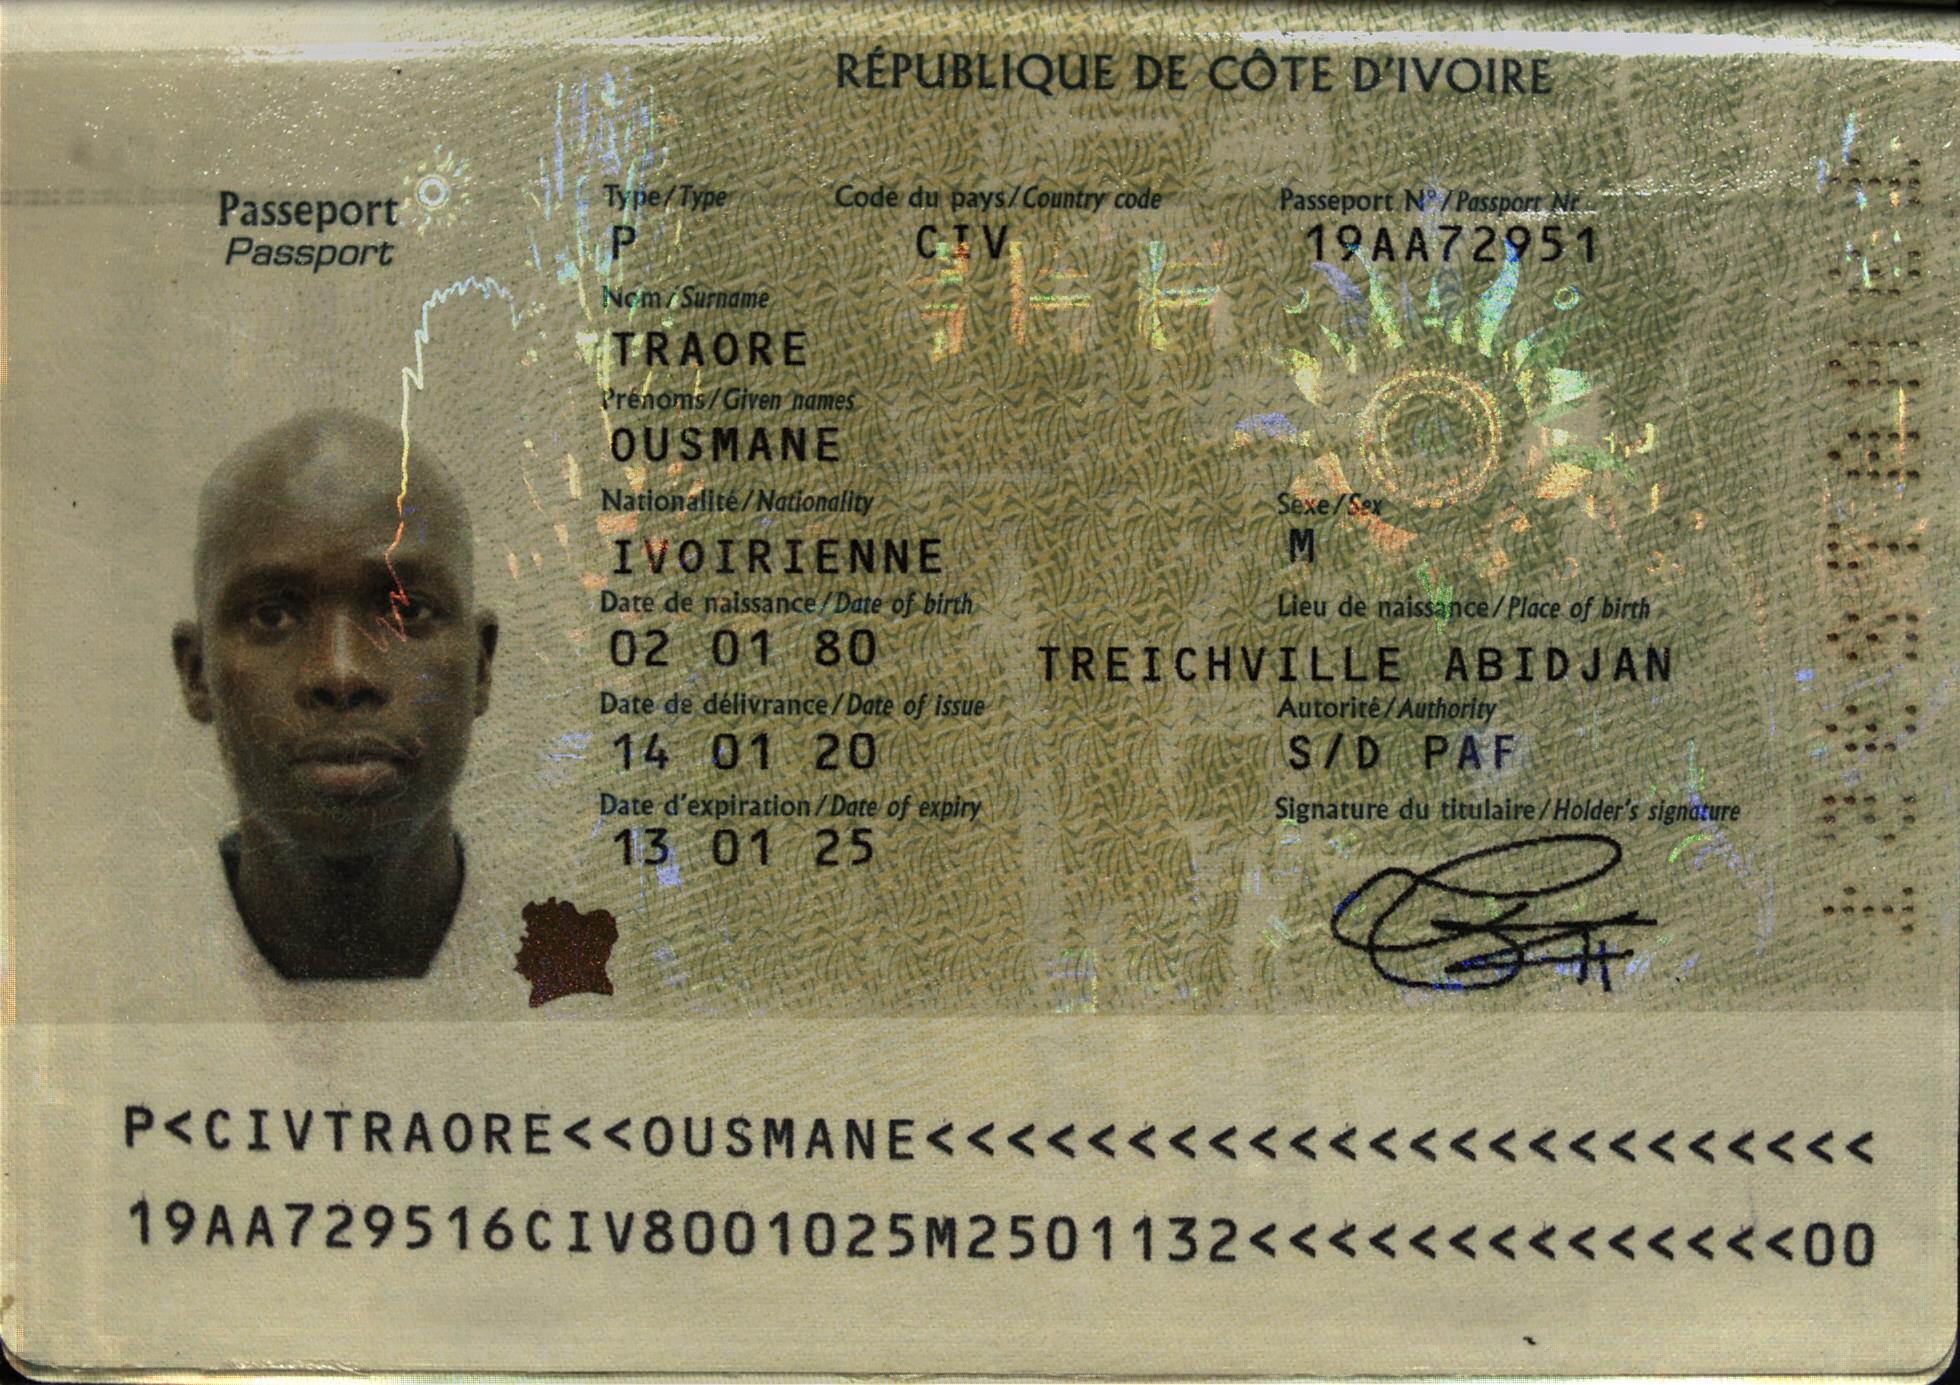 RÉPUBLIQUE DE CÔTE D'IVOIRE
Passeport
Passport
Type/Type Code du pays/Country code Passeport N°/Passport Nr
P CIV 19AA72951
Nom/Surname
TRAORE
Prénoms/Given names
OUSMANE
Nationalité/Nationality Sexe/Sex
IVOIRIENNE M
Date de naissance/Date of birth Lieu de naissance/Place of birth
02 01 80 TREICHVILLE ABIDJAN
Date de délivrance/Date of issue Autorité/Authority
14 01 20 S/D PAF
Date d'expiration/Date of expiry Signature du titulaire/Holder's signature
13 01 25
P<CIVTRAORE<<OUSMANE<<<<<<<<<<<<<<<<<<<<<<<<
19AA729516CIV8001025M2501132<<<<<<<<<<<<<<00